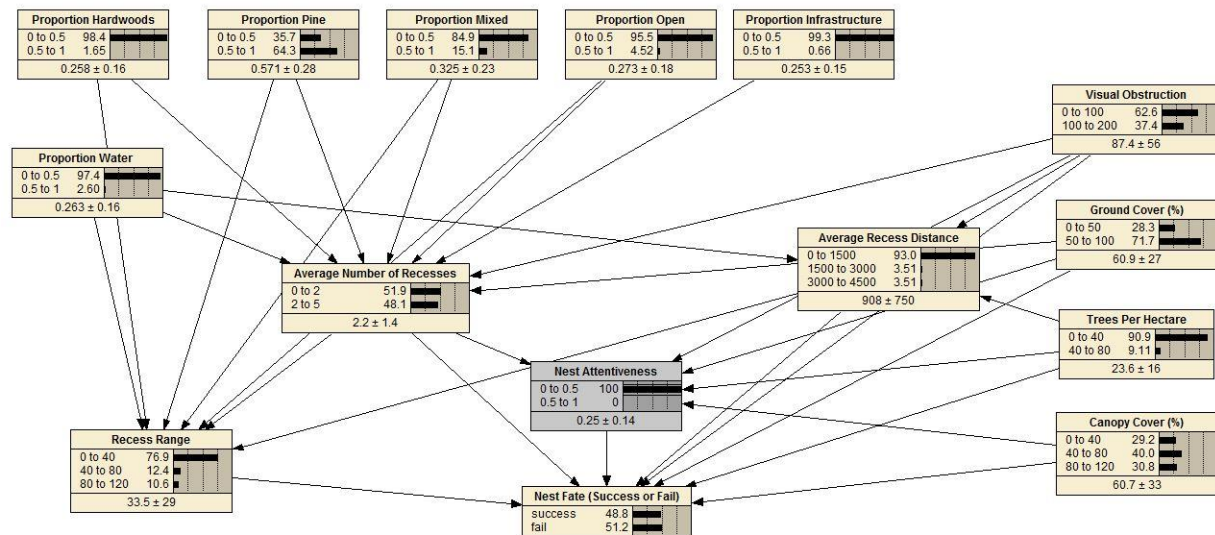 Proportion Hardwoods
0 to 0.5 98.4
0.5 to 1 1.65
0.258 ± 0.16
Proportion Pine
0 to 0.5 35.7
0.5 to 1 64.3
0.571 ± 0.28
Proportion Mixed
0 to 0.5 84.9
0.5 to 1 15.1
0.325 ± 0.23
Proportion Open
0 to 0.5 95.5
0.5 to 1 4.52
0.273 ± 0.18
Proportion Infrastructure
0 to 0.5 99.3
0.5 to 1 0.66
0.253 ± 0.15
Visual Obstruction
0 to 100 62.6
100 to 200 37.4
87.4 ± 56
Proportion Water
0 to 0.5 97.4
0.5 to 1 2.60
0.263 ± 0.16
Ground Cover (%)
0 to 50 28.3
50 to 100 71.7
60.9 ± 27
Average Recess Distance
0 to 1500 93.0
1500 to 3000 3.51
3000 to 4500 3.51
908 ± 750
Average Number of Recesses
0 to 2 51.9
2 to 5 48.1
2.2 ± 1.4
Trees Per Hectare
0 to 40 90.9
40 to 80 9.11
23.6 ± 16
Nest Attentiveness
0 to 0.5 100
0.5 to 1 0
0.25 ± 0.14
Canopy Cover (%)
0 to 40 29.2
40 to 80 40.0
80 to 120 30.8
60.7 ± 33
Recess Range
0 to 40 76.9
40 to 80 12.4
80 to 120 10.6
33.5 ± 29
Nest Fate (Success or Fail)
success 48.8
fail 51.2